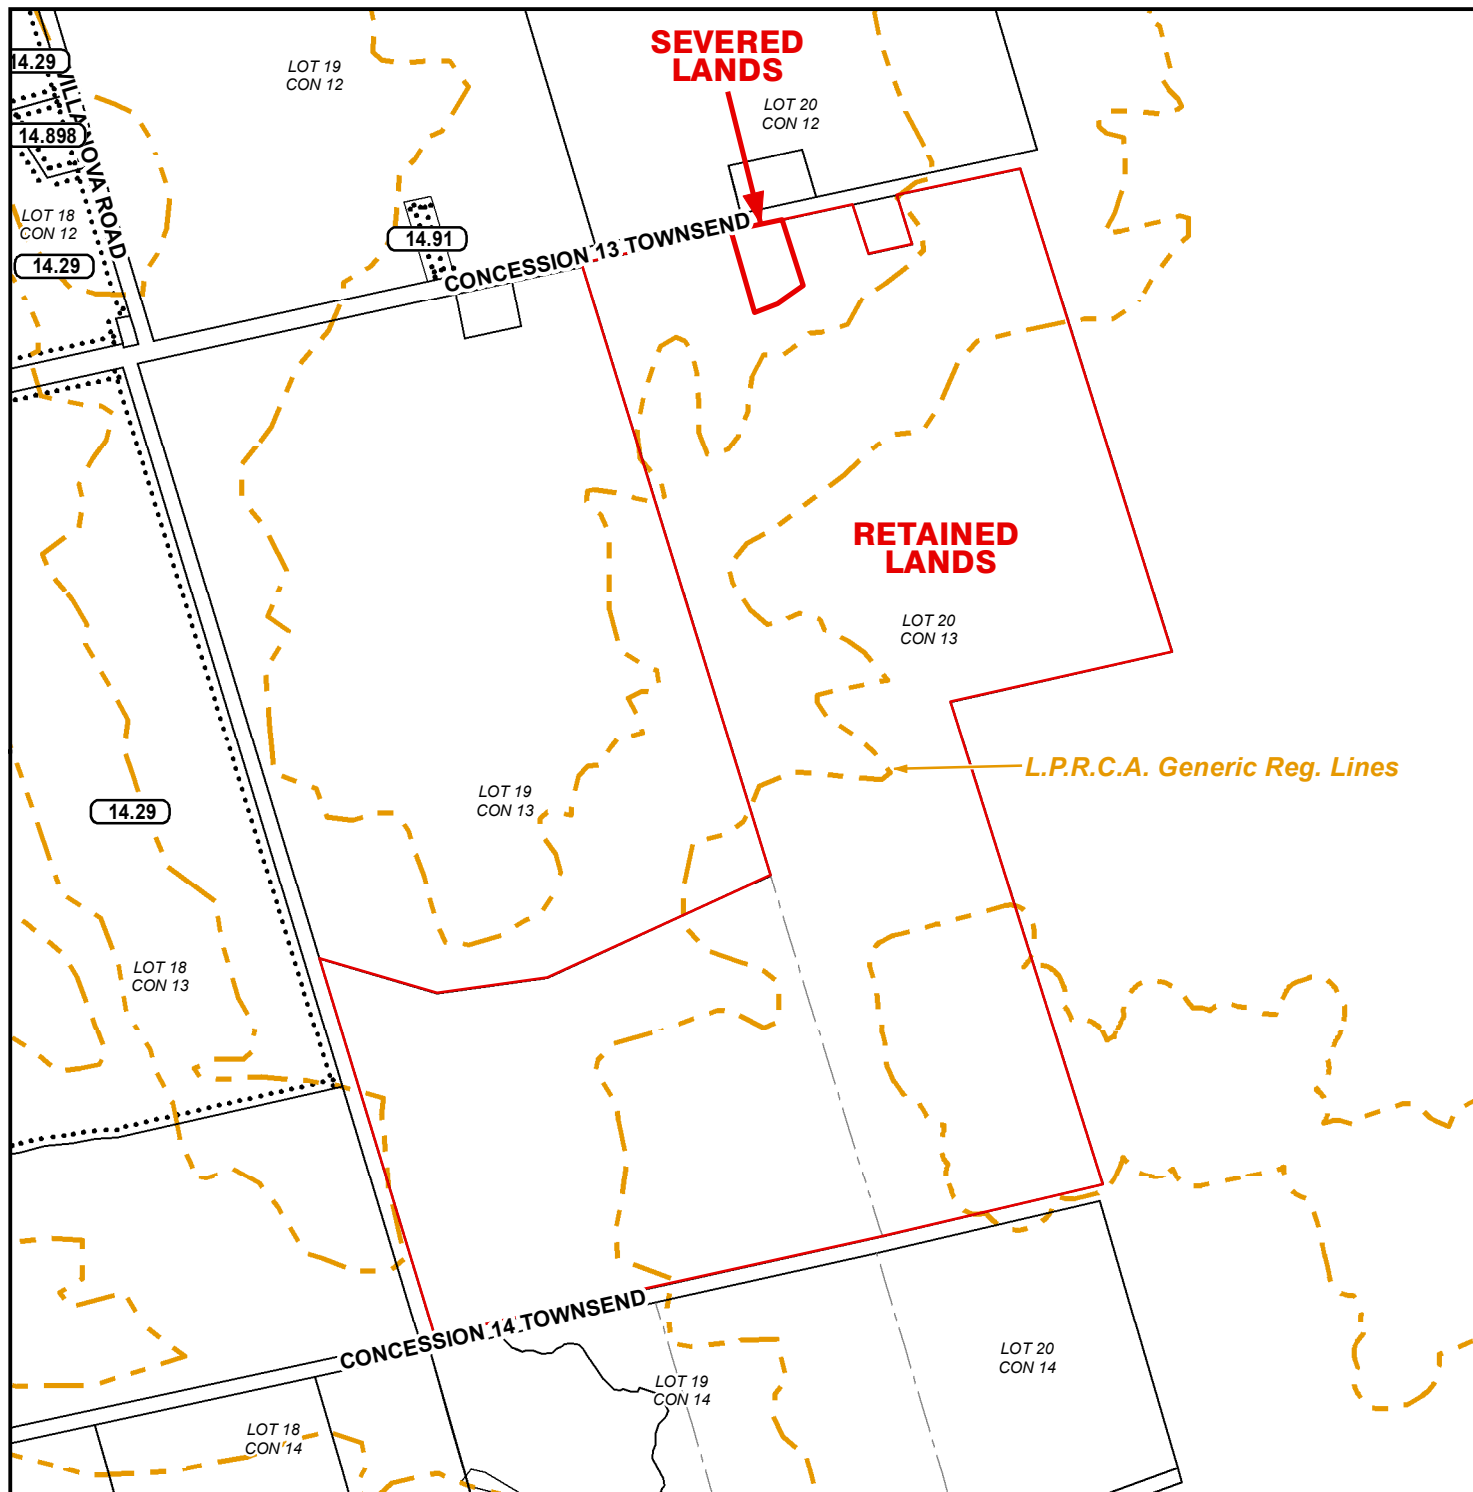 SEVERED
LANDS
14.29
LOT 19
CON 12
LOT 20
CON 12
14.898
VILLANOVA ROAD
LOT 18
CON 12
14.91
14.29
CONCESSION 13 TOWNSEND
RETAINED
LANDS
LOT 20
CON 13
L.P.R.C.A. Generic Reg. Lines
LOT 19
CON 13
14.29
LOT 18
CON 13
CONCESSION 14 TOWNSEND
LOT 20
CON 14
LOT 19
CON 14
LOT 18
CON 14